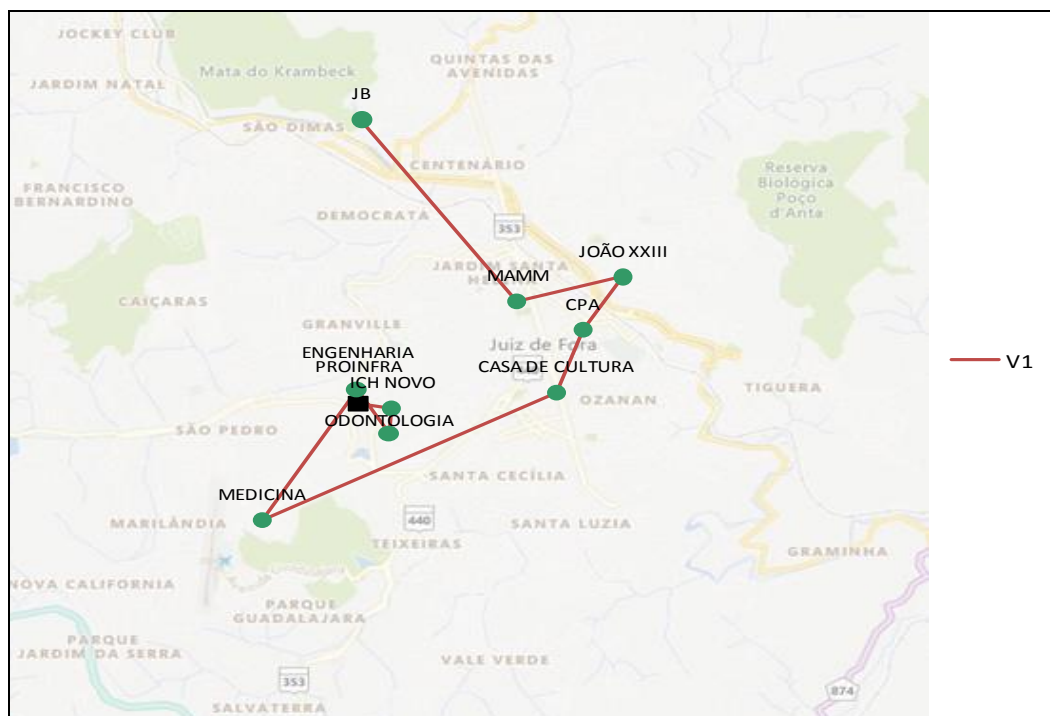 JOCKEY CLUB
QUINTAS DAS
AVENIDAS
Mata do Krambeck
JARDIM NATAL
JB
SÃO DIMAS
CENTENÁRIO
Reserva
Biológica
Poço
d'Anta
FRANCISCO
BERNARDINO
DEMOCRATA
353
JOÃO XXIII
JARDIM SANTA
MAMM
CAIÇARAS
CPA
GRANVILLE
Juiz de Fora
ENGENHARIA
PROINFRA
CASA DE CULTURA
V1
ICH NOVO
TIGUERA
OZANAN
ODONTOLOGIA
SÃO PEDRO
SANTA CECÍLIA
MEDICINA
MARILÂNDIA
440
SANTA LUZIA
TEIXEIRAS
GRAMINHA
NOVA CALIFORNIA
PARQUE
GUADALAJARA
PARQUE
JARDIM DA SERRA
VALE VERDE
353
874
SALVATERRA